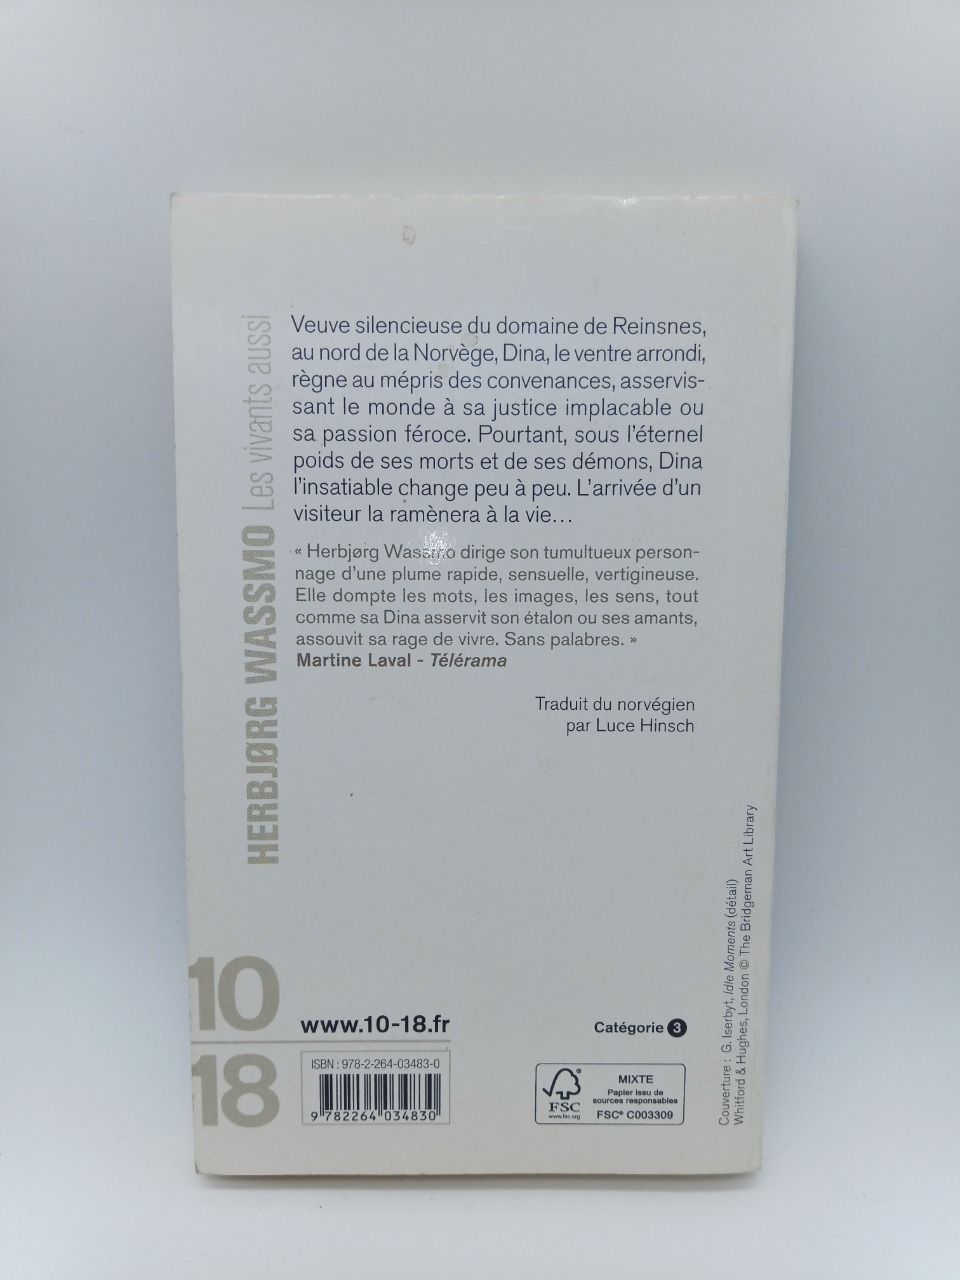 Veuve silencieuse du domaine de Reinsnes,
au nord de la Norvège, Dina, le ventre arrondi,
règne au mépris des convenances, asservis-
sant le monde à sa justice implacable ou
sa passion féroce. Pourtant, sous l'éternel
poids de ses morts et de ses démons, Dina
l'insatiable change peu à peu. L'arrivée d'un
visiteur la ramènera à la vie...
« Herbjørg Wassmo dirige son tumultueux person-
nage d'une plume rapide, sensuelle, vertigineuse.
Elle dompte les mots, les images, les sens, tout
comme sa Dina asservit son étalon ou ses amants,
assouvit sa rage de vivre. Sans palabres. »
Martine Laval - Télérama
Traduit du norvégien
par Luce Hinsch
HERBJØRG WASSMO Les vivants aussi
10
18
www.10-18.fr
ISBN : 978-2-264-03483-0
9 782264 034830
Catégorie 3
FSC
www.fsc.org
MIXTE
Papier issu de
sources responsables
FSC® C003309
Couverture : G. Iserbyt, Idle Moments (détail)
Whitford & Hughes, London © The Bridgeman Art Library